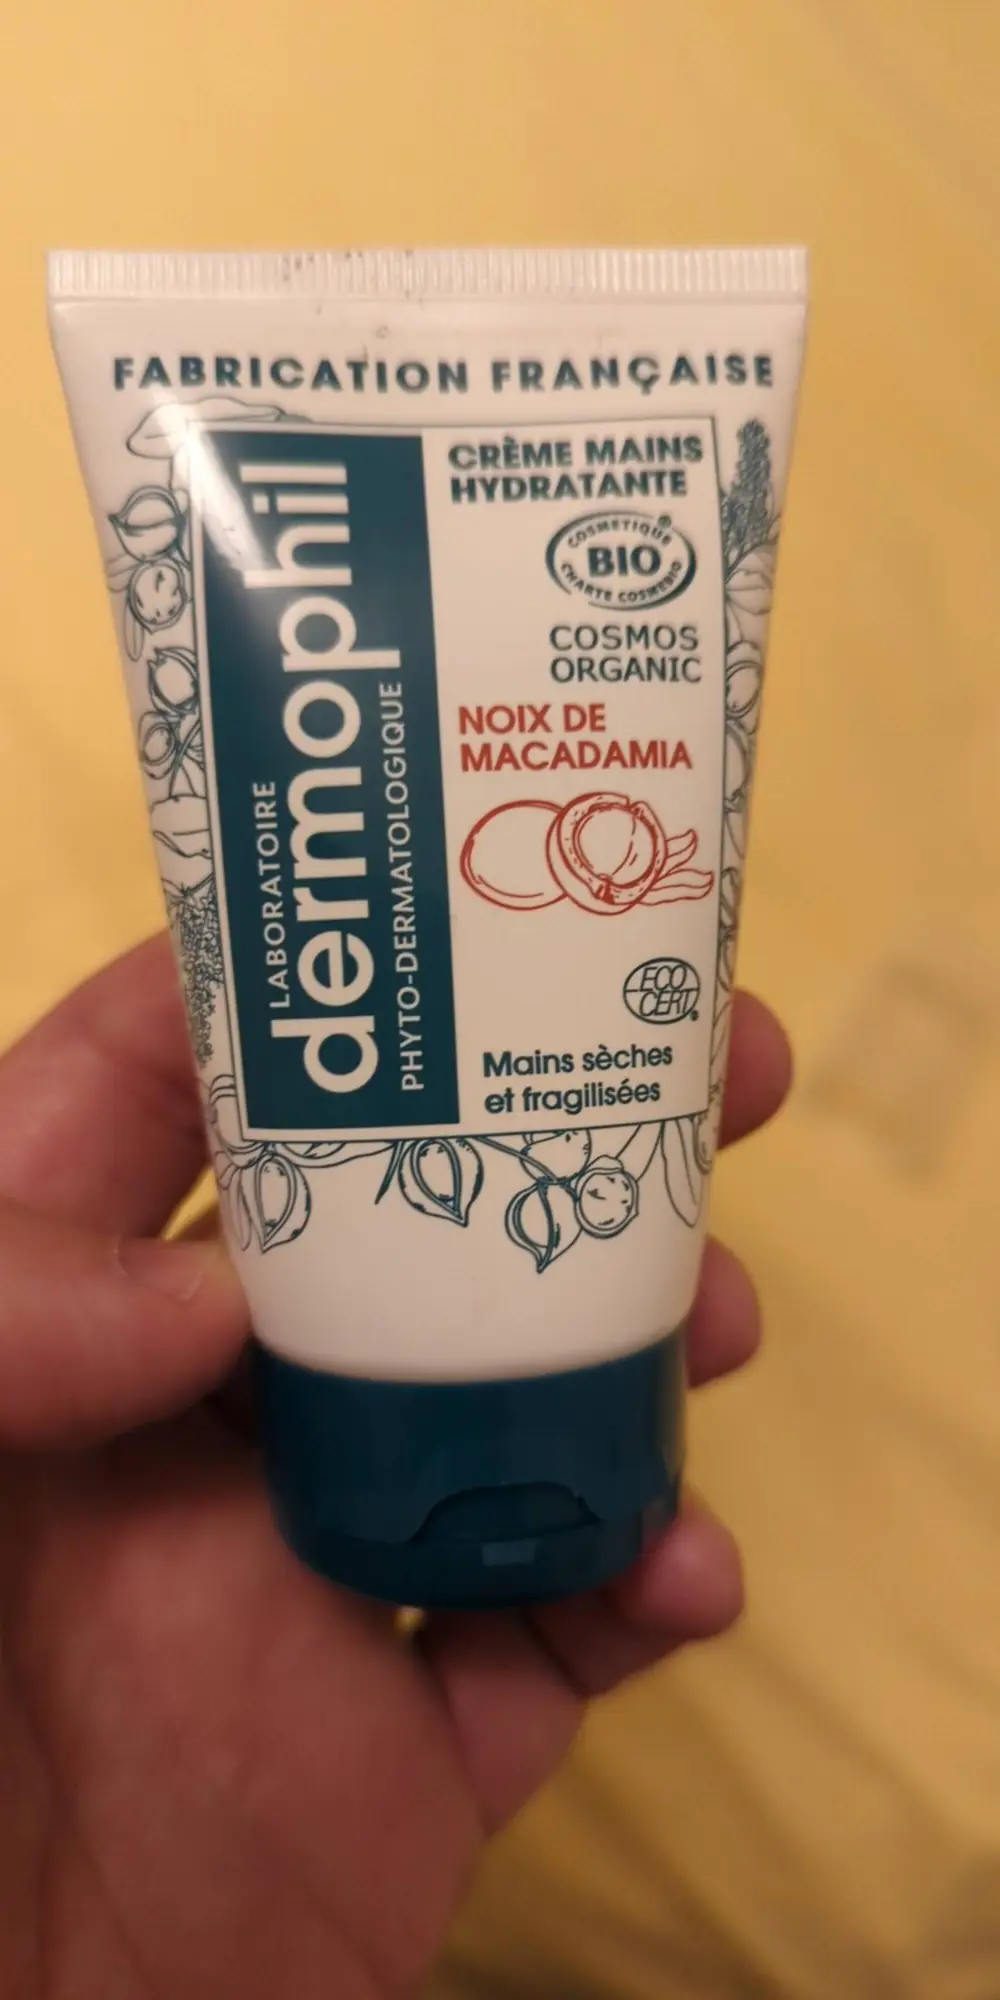 FABRICATION FRANÇAISE
LABORATOIRE
dermophil
PHYTO-DERMATOLOGIQUE
CRÈME MAINS
HYDRATANTE
COSMETIQUE
BIO
CHARTE COSMEBIO
COSMOS
ORGANIC
NOIX DE
MACADAMIA
ECO
CERT
Mains sèches
et fragilisées